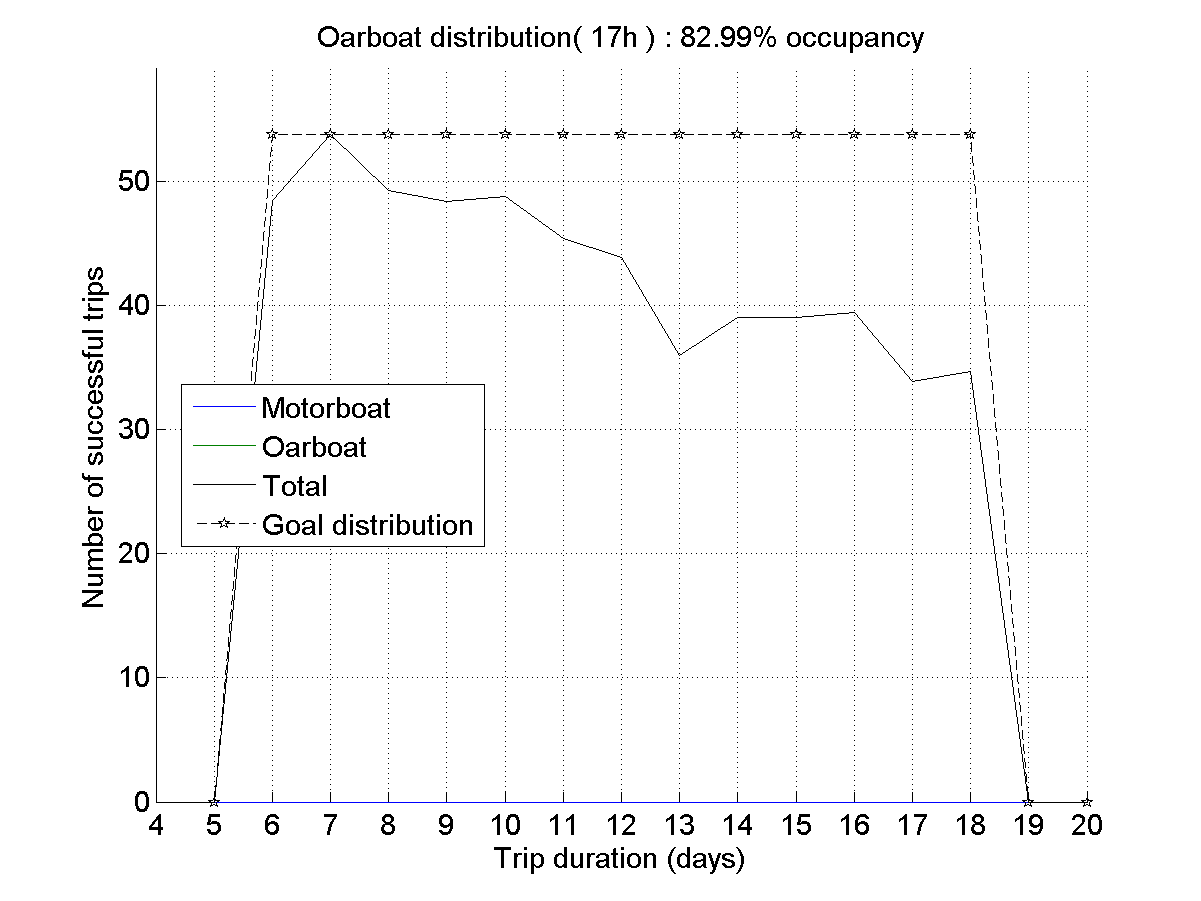 Oarboat distribution( 17h ) : 82.99% occupancy
Number of successful trips
50
40
30
20
10
0
Motorboat
Oarboat
Total
Goal distribution
4 5 6 7 8 9 10 11 12 13 14 15 16 17 18 19 20
Trip duration (days)